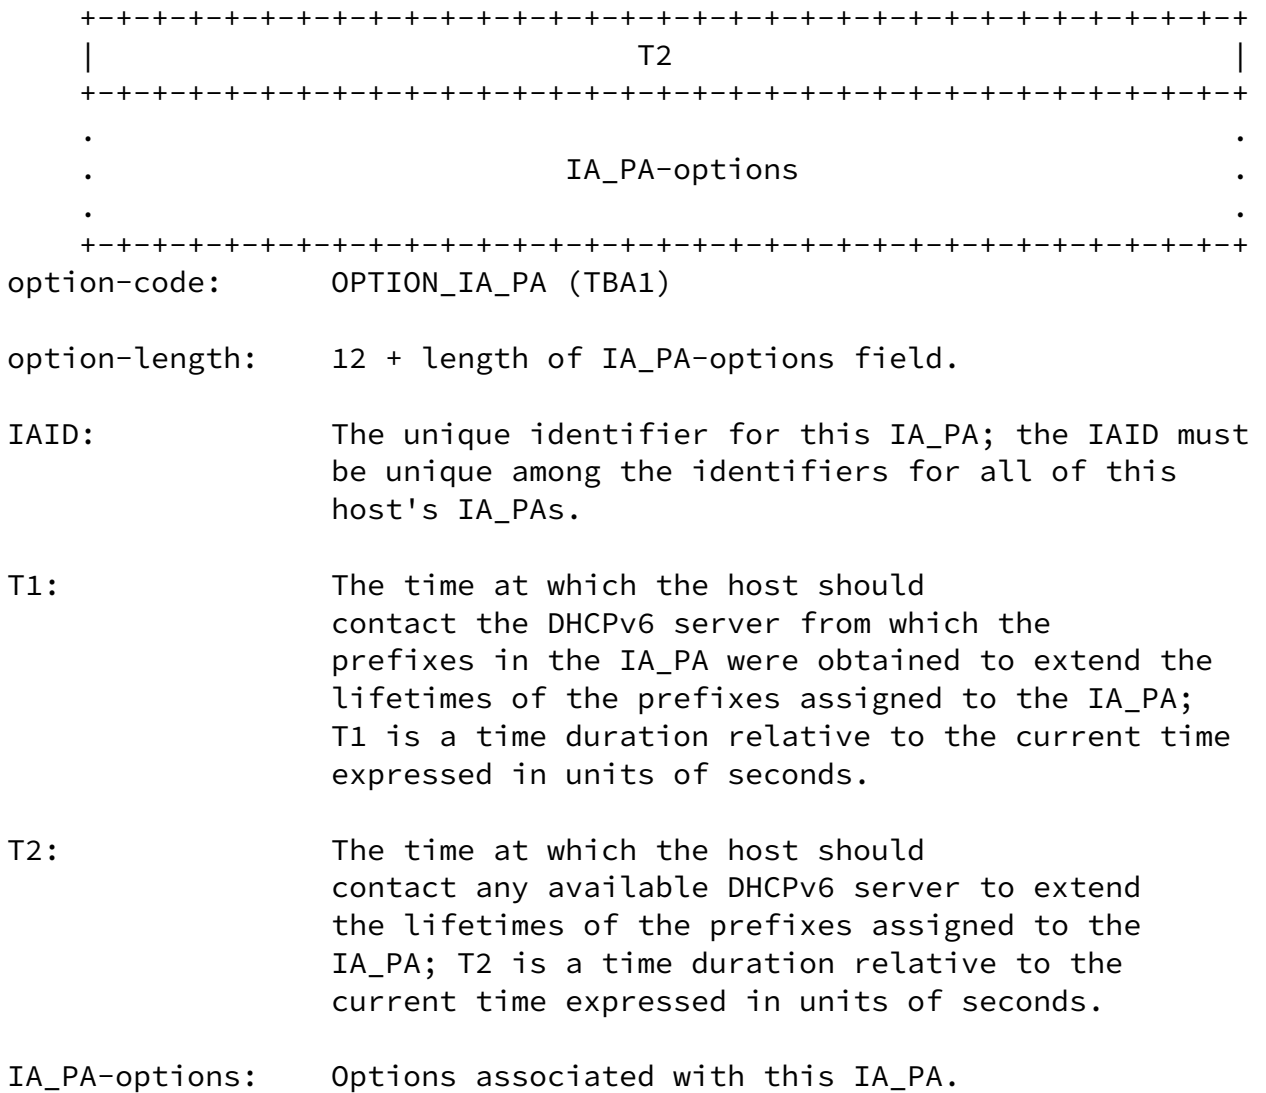 +-+-+-+-+-+-+-+-+-+-+-+-+-+-+-+-+-+-+-+-+-+-+-+-+-+-+-+-+-+-+-+-+
| T2 |
+-+-+-+-+-+-+-+-+-+-+-+-+-+-+-+-+-+-+-+-+-+-+-+-+-+-+-+-+-+-+-+-+
. .
. IA_PA-options .
. .
+-+-+-+-+-+-+-+-+-+-+-+-+-+-+-+-+-+-+-+-+-+-+-+-+-+-+-+-+-+-+-+-+
option-code: OPTION_IA_PA (TBA1)
option-length: 12 + length of IA_PA-options field.
IAID: The unique identifier for this IA_PA; the IAID must
be unique among the identifiers for all of this
host's IA_PAs.
T1: The time at which the host should
contact the DHCPv6 server from which the
prefixes in the IA_PA were obtained to extend the
lifetimes of the prefixes assigned to the IA_PA;
T1 is a time duration relative to the current time
expressed in units of seconds.
T2: The time at which the host should
contact any available DHCPv6 server to extend
the lifetimes of the prefixes assigned to the
IA_PA; T2 is a time duration relative to the
current time expressed in units of seconds.
IA_PA-options: Options associated with this IA_PA.